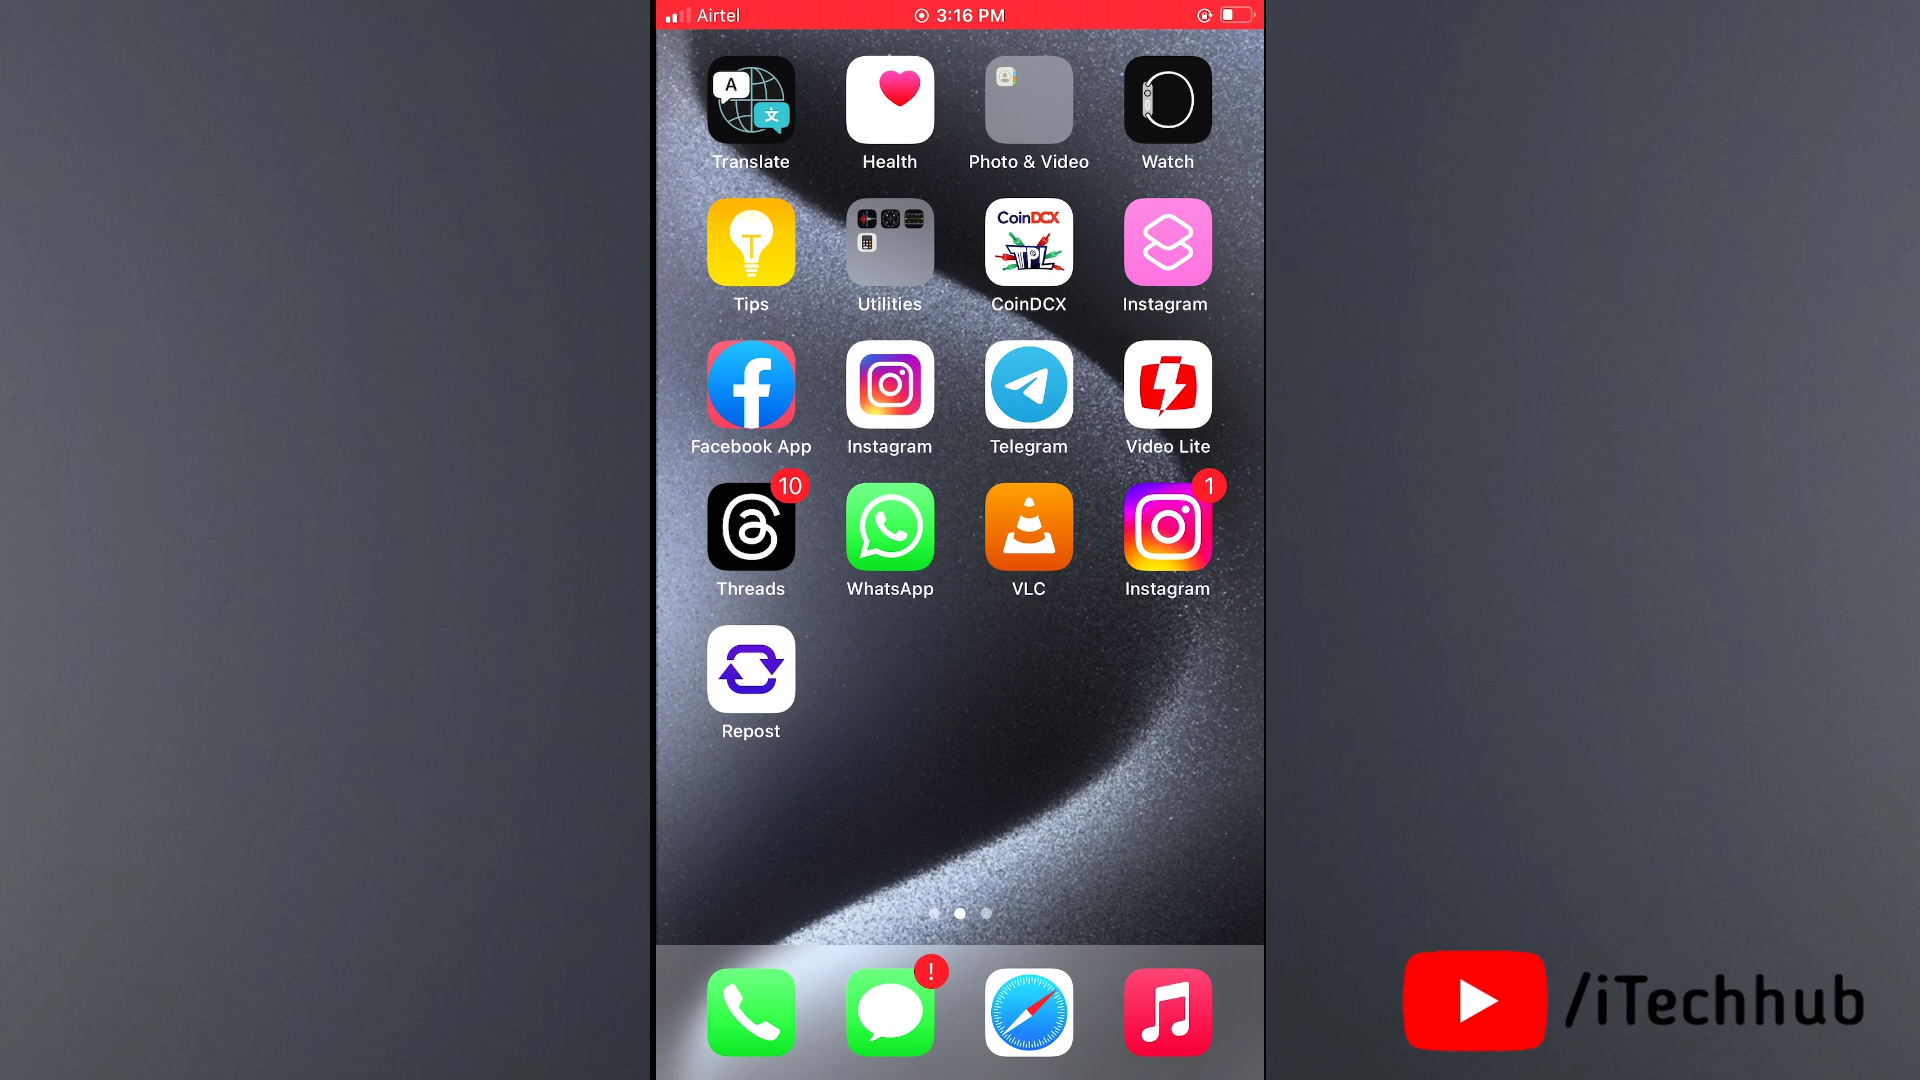 Airtel 3:16 PM
A 文
Translate Health Photo & Video Watch
CoinDCX
TPL
Tips Utilities CoinDCX Instagram
Facebook App Instagram Telegram Video Lite
10 1
Threads WhatsApp VLC Instagram
Repost
!
/iTechhub